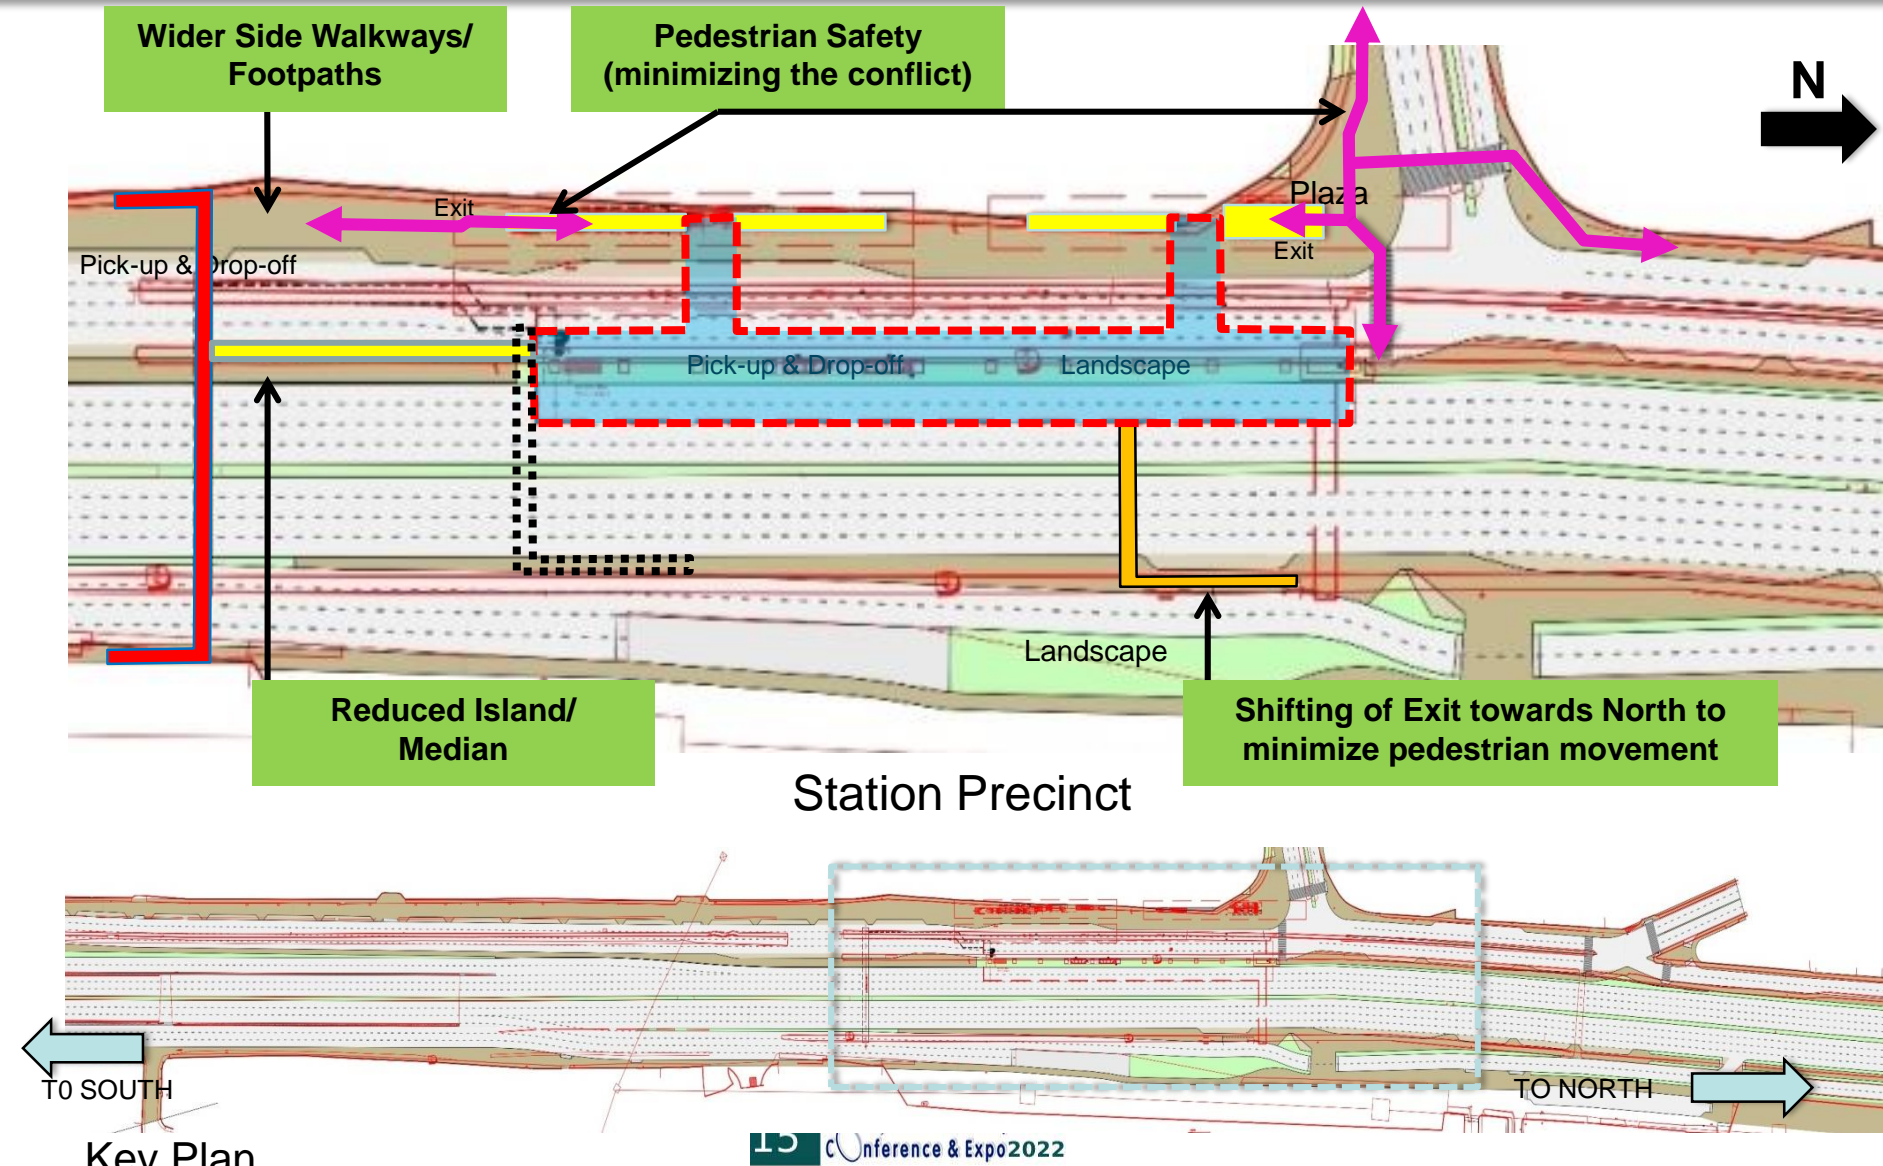 Wider Side Walkways/
Footpaths
Pedestrian Safety
(minimizing the conflict)
N
Plaza
Exit
Exit
Pick-up & Drop-off
Pick-up & Drop-off
Landscape
Landscape
Reduced Island/
Median
Shifting of Exit towards North to
minimize pedestrian movement
Station Precinct
T0 SOUTH
TO NORTH
Key Plan
15
COnference & Expo2022